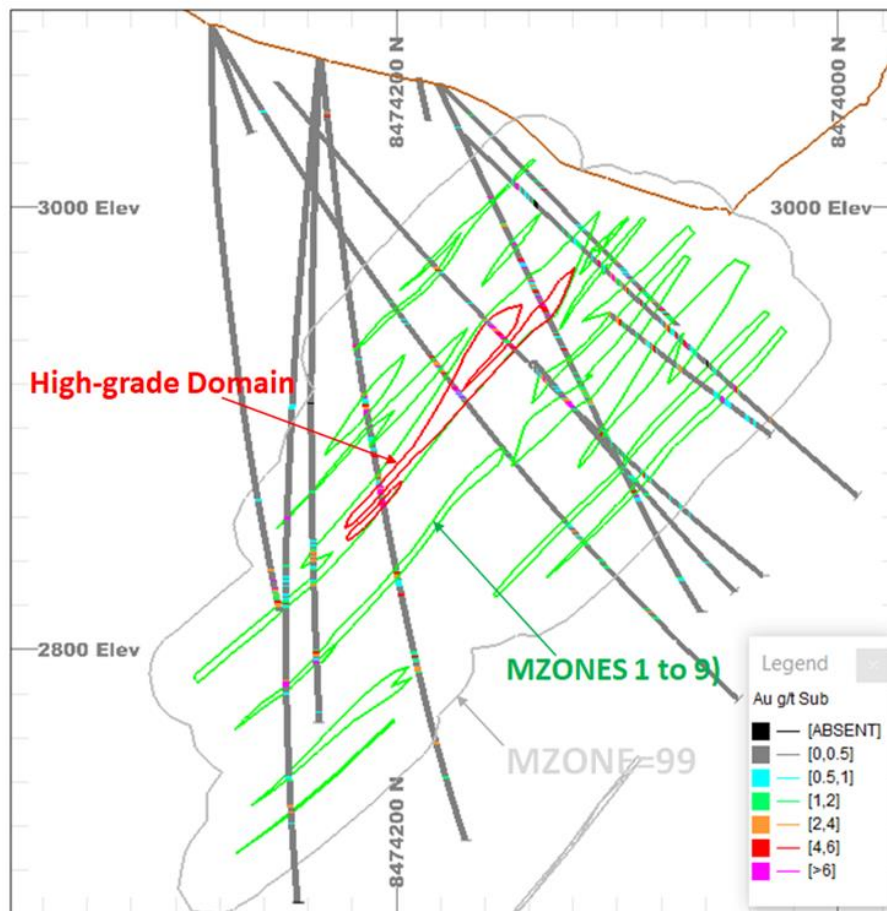 8474200 N
8474000 N
3000 Elev
3000 Elev
High-grade Domain
2800 Elev
MZONES 1 to 9)
MZONE=99
8474200 N
Legend
Au g/t Sub
[ABSENT]
[0,0.5]
[0.5,1]
[1,2]
[2,4]
[4,6]
[>6]